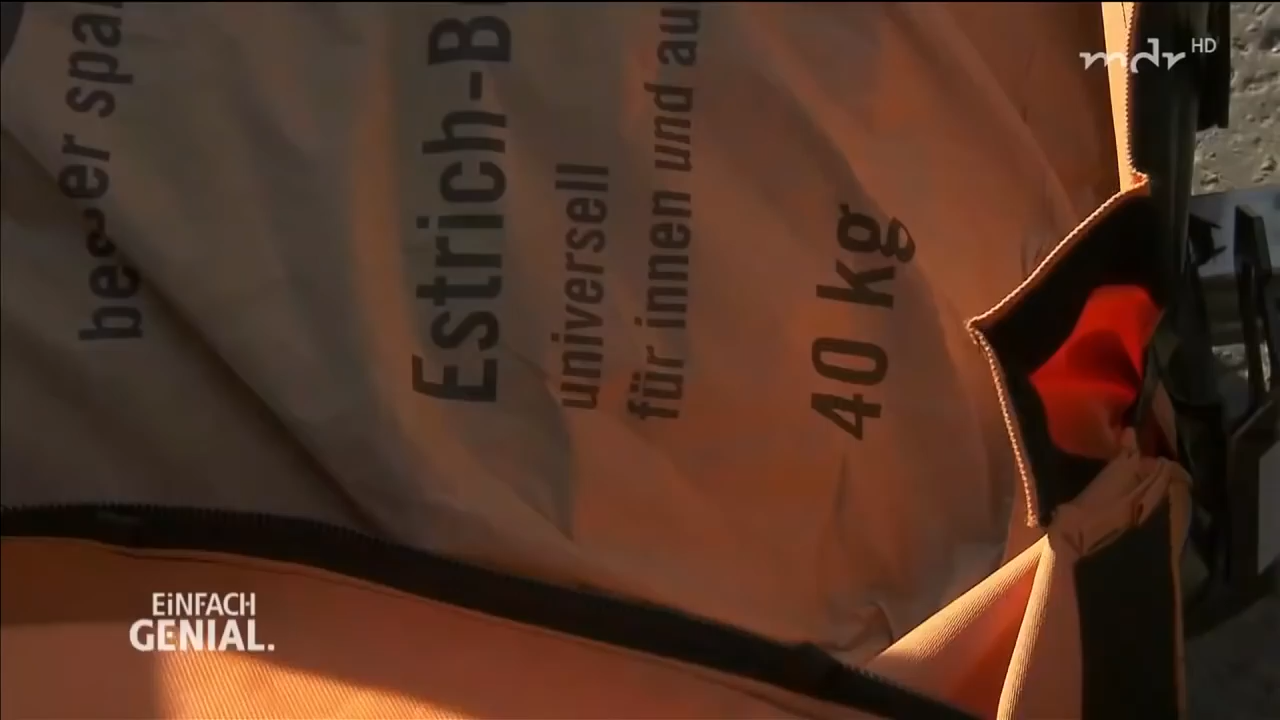 mdr HD
Estrich-B
universell
für innen und au
40 kg
EiNFACH
GENIAL.